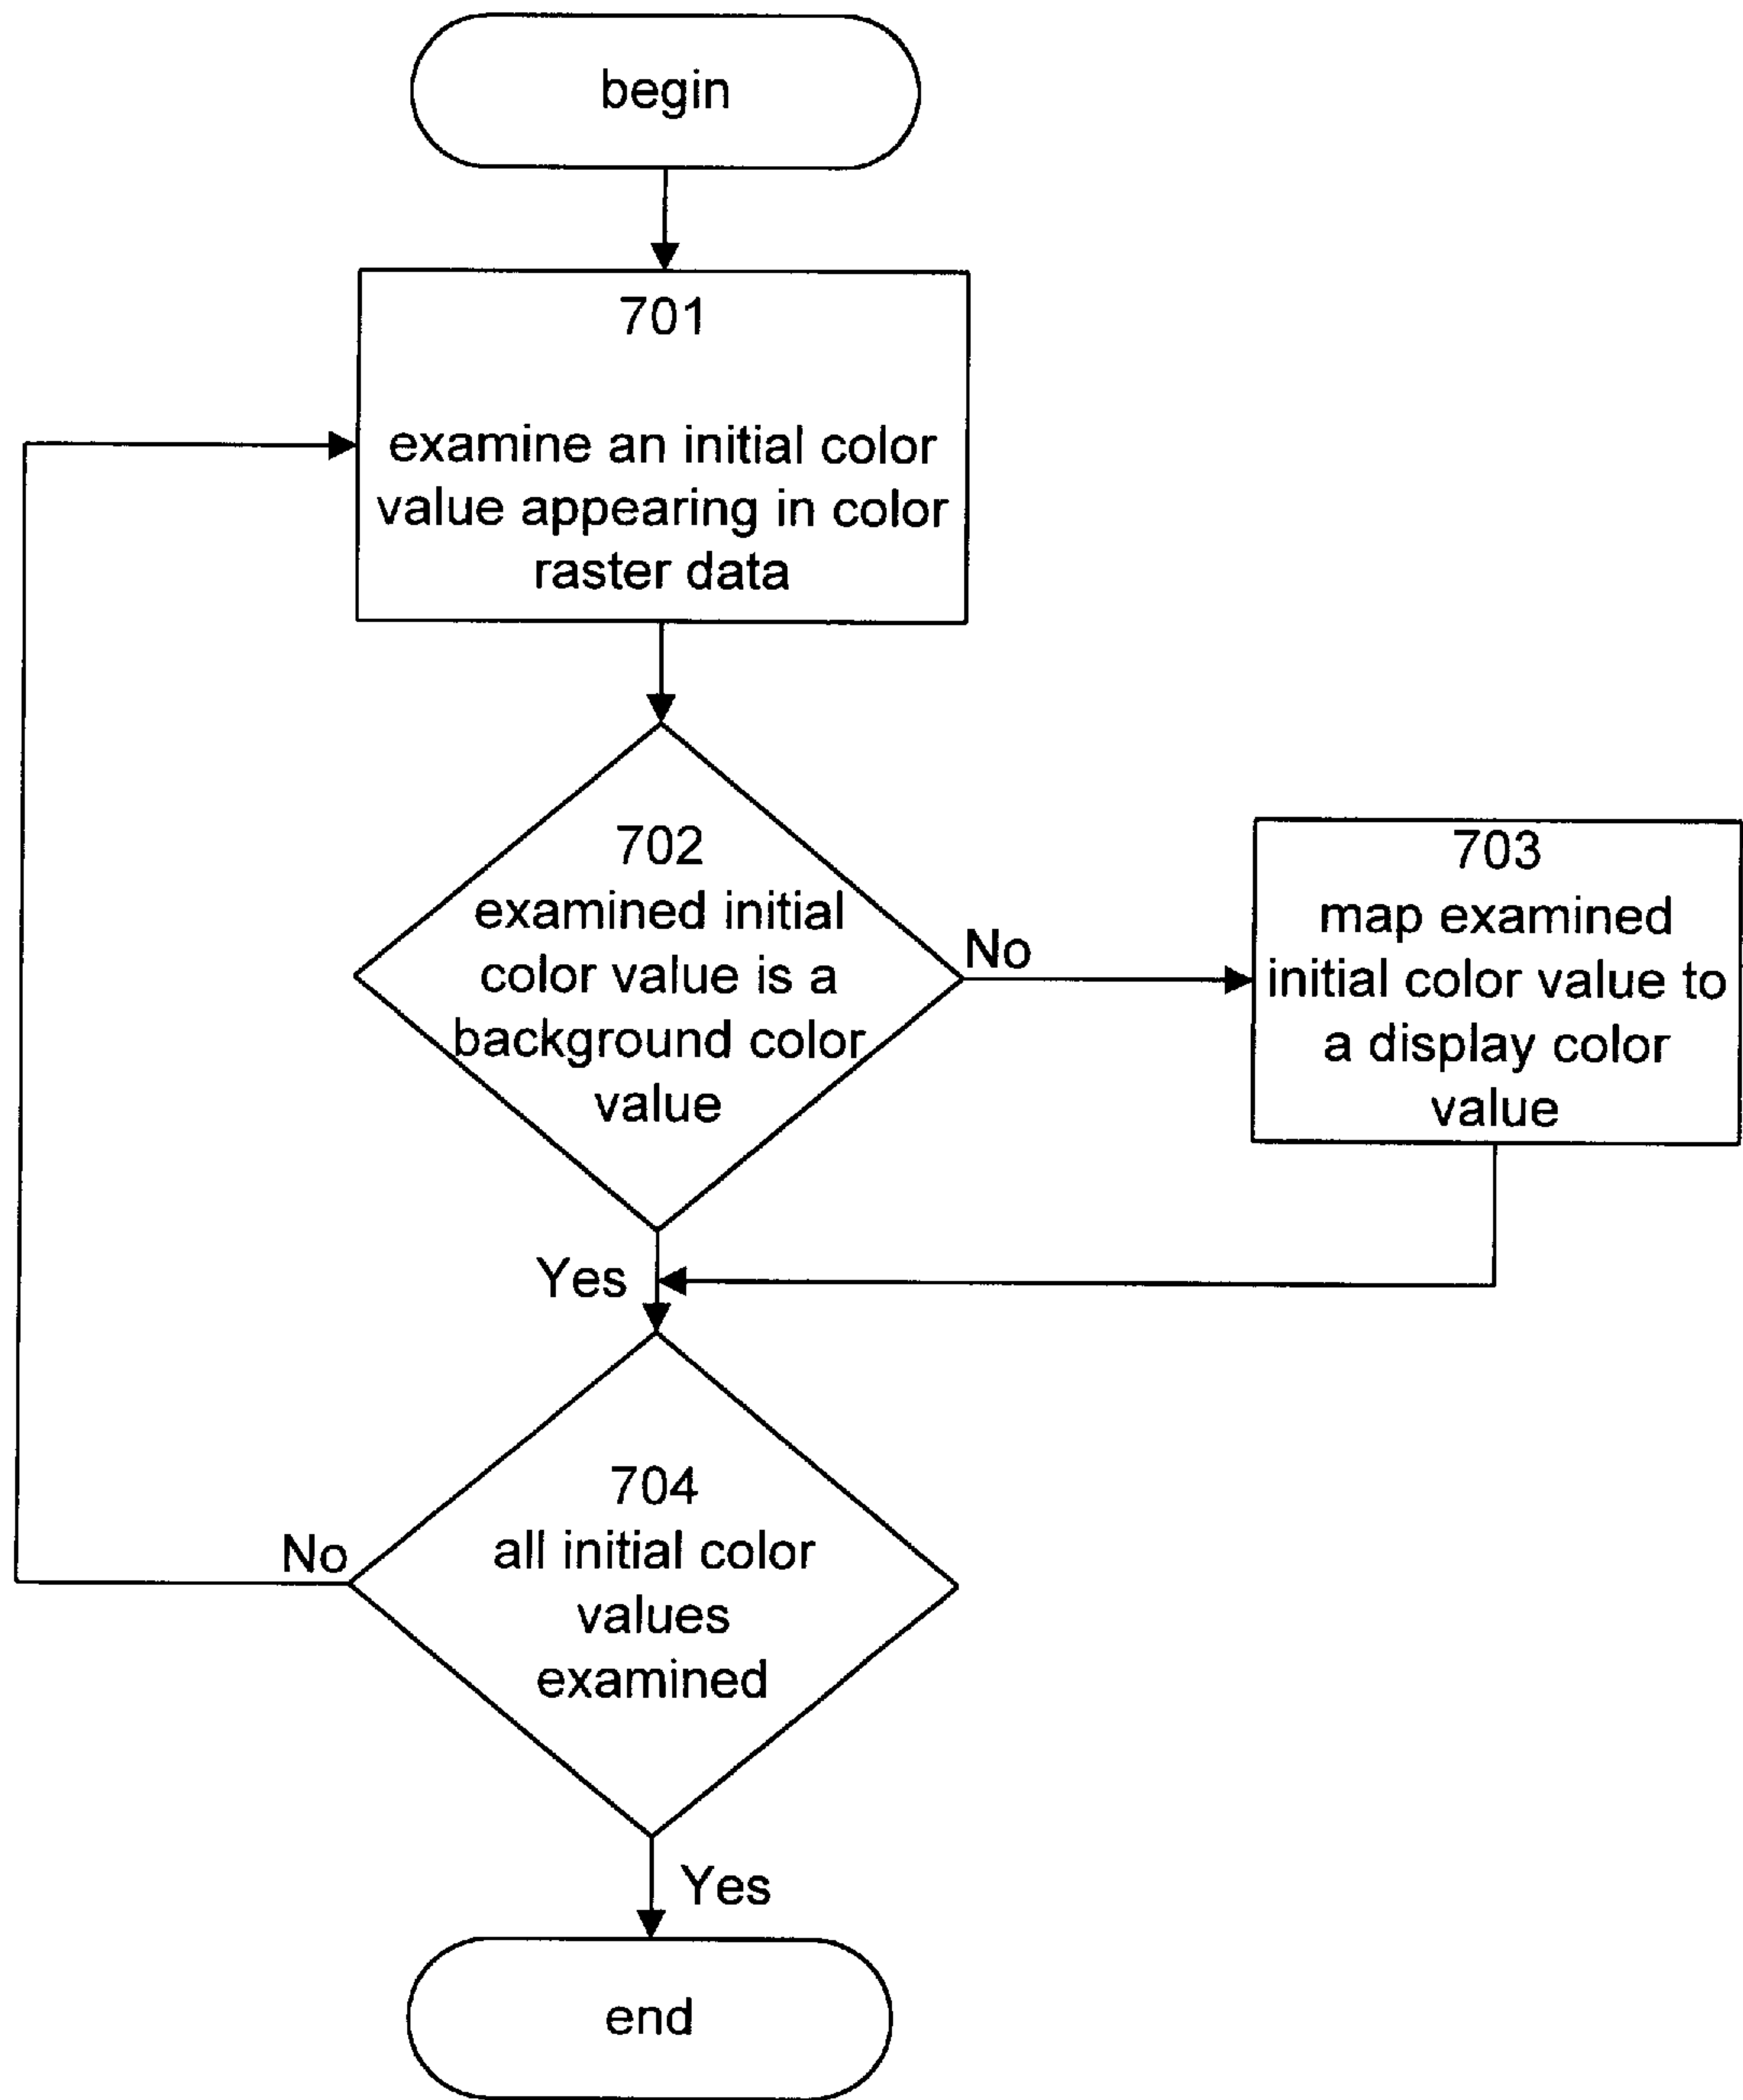 begin
701
examine an initial color
value appearing in color
raster data
702
examined initial
color value is a
background color
value
No
703
map examined
initial color value to
a display color
value
Yes
704
all initial color
values
examined
No
Yes
end